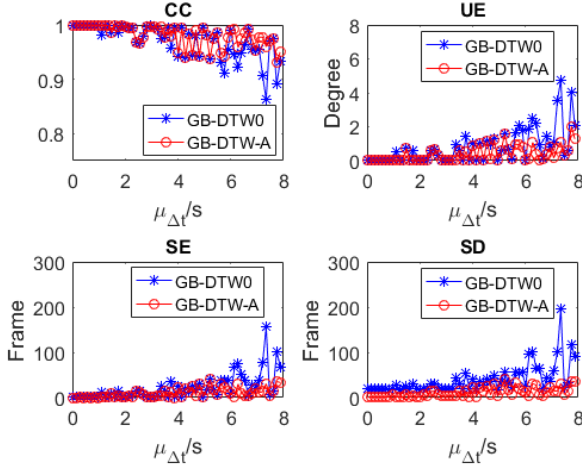 CC
1
0.9
0.8
GB-DTW0
GB-DTW-A
0 2 4 6 8
μΔt/s
UE
Degree
8
6
4
2
0
GB-DTW0
GB-DTW-A
0 2 4 6 8
μΔt/s
SE
Frame
300
200
100
0
GB-DTW0
GB-DTW-A
0 2 4 6 8
μΔt/s
SD
Frame
300
200
100
0
GB-DTW0
GB-DTW-A
0 2 4 6 8
μΔt/s